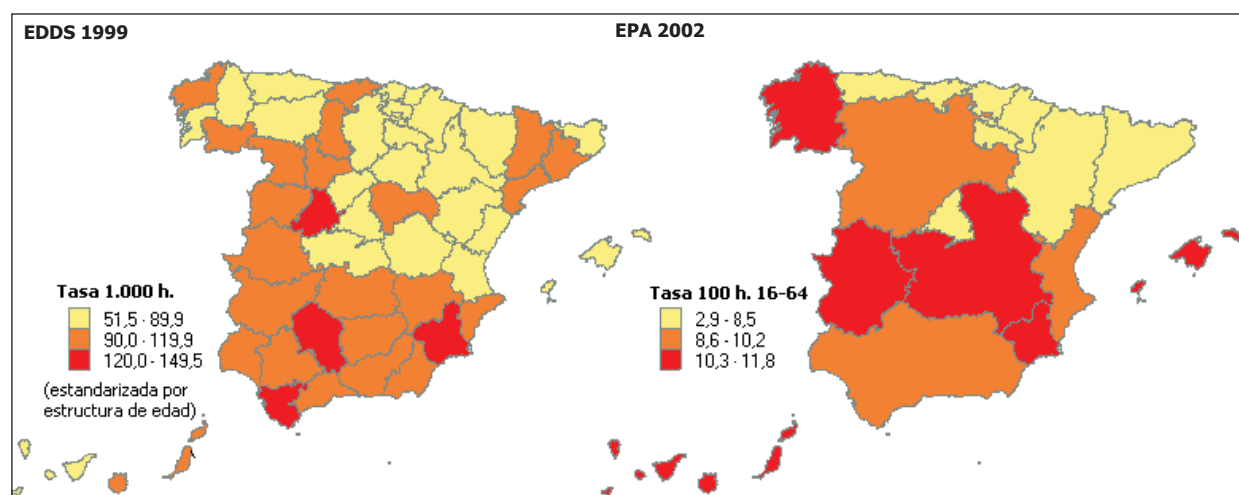 EDDS 1999
EPA 2002
Tasa 1.000 h.
51,5 - 89,9
90,0 - 119,9
120,0 - 149,5
(estandarizada por
estructura de edad)
Tasa 100 h. 16-64
2,9 - 8,5
8,6 - 10,2
10,3 - 11,8